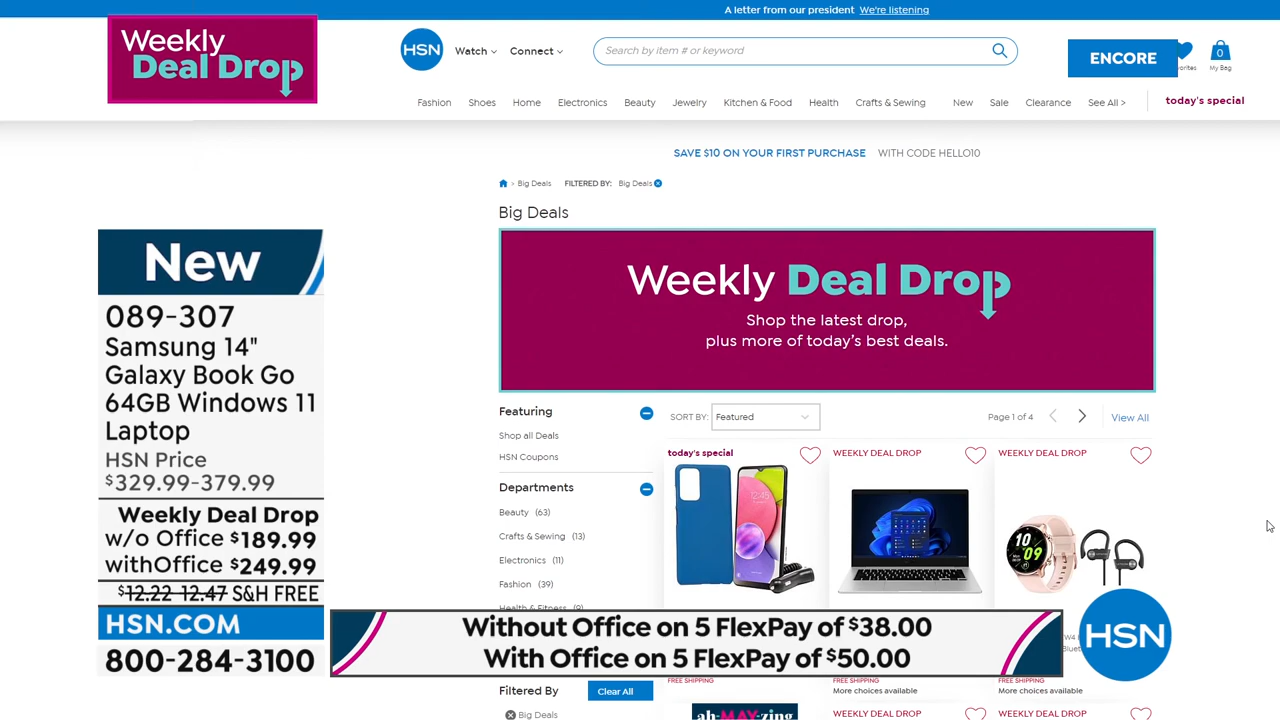 A letter from our president We're listening
Weekly
Deal Drop
HSN
Watch
Connect
Search by item # or keyword
ENCORE
0
My Bag
Fashion Shoes Home Electronics Beauty Jewelry Kitchen & Food Health Crafts & Sewing New Sale Clearance See All > today's special
SAVE $10 ON YOUR FIRST PURCHASE WITH CODE HELLO10
> Big Deals FILTERED BY: Big Deals
Big Deals
Weekly Deal Drop
Shop the latest drop,
plus more of today's best deals.
New
089-307
Samsung 14"
Galaxy Book Go
64GB Windows 11
Laptop
HSN Price
$329.99-379.99
Weekly Deal Drop
w/o Office $189.99
withOffice $249.99
$12.22-12.47 S&H FREE
HSN.COM
800-284-3100
Featuring
Shop all Deals
HSN Coupons
Departments
Beauty (63)
Crafts & Sewing (13)
Electronics (11)
Fashion (39)
Health & Fitness (9)
SORT BY: Featured
Page 1 of 4
View All
today's special
WEEKLY DEAL DROP
WEEKLY DEAL DROP
10
09
Without Office on 5 FlexPay of $38.00
With Office on 5 FlexPay of $50.00
HSN
FREE SHIPPING
FREE SHIPPING
FREE SHIPPING
More choices available
More choices available
Filtered By Clear All
Big Deals
ah-MAY-zing
WEEKLY DEAL DROP
WEEKLY DEAL DROP